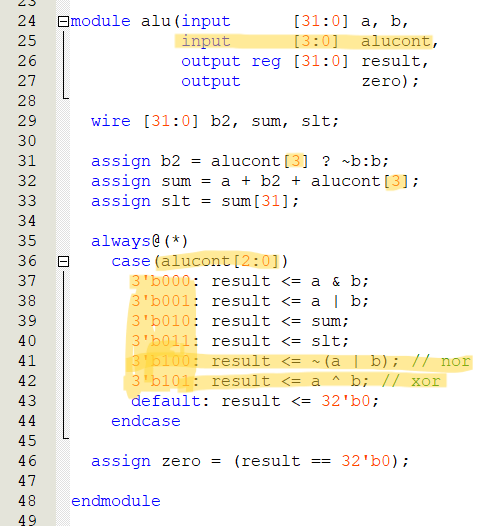 23
24 module alu(input [31:0] a, b,
25 input [3:0] alucont,
26 output reg [31:0] result,
27 output zero);
28
29 wire [31:0] b2, sum, slt;
30
31 assign b2 = alucont[3] ? ~b:b;
32 assign sum = a + b2 + alucont[3];
33 assign slt = sum[31];
34
35 always@(*)
36 case(alucont[2:0])
37 3'b000: result <= a & b;
38 3'b001: result <= a | b;
39 3'b010: result <= sum;
40 3'b011: result <= slt;
41 3'b100: result <= ~(a | b); // nor
42 3'b101: result <= a ^ b; // xor
43 default: result <= 32'b0;
44 endcase
45
46 assign zero = (result == 32'b0);
47
48 endmodule
49